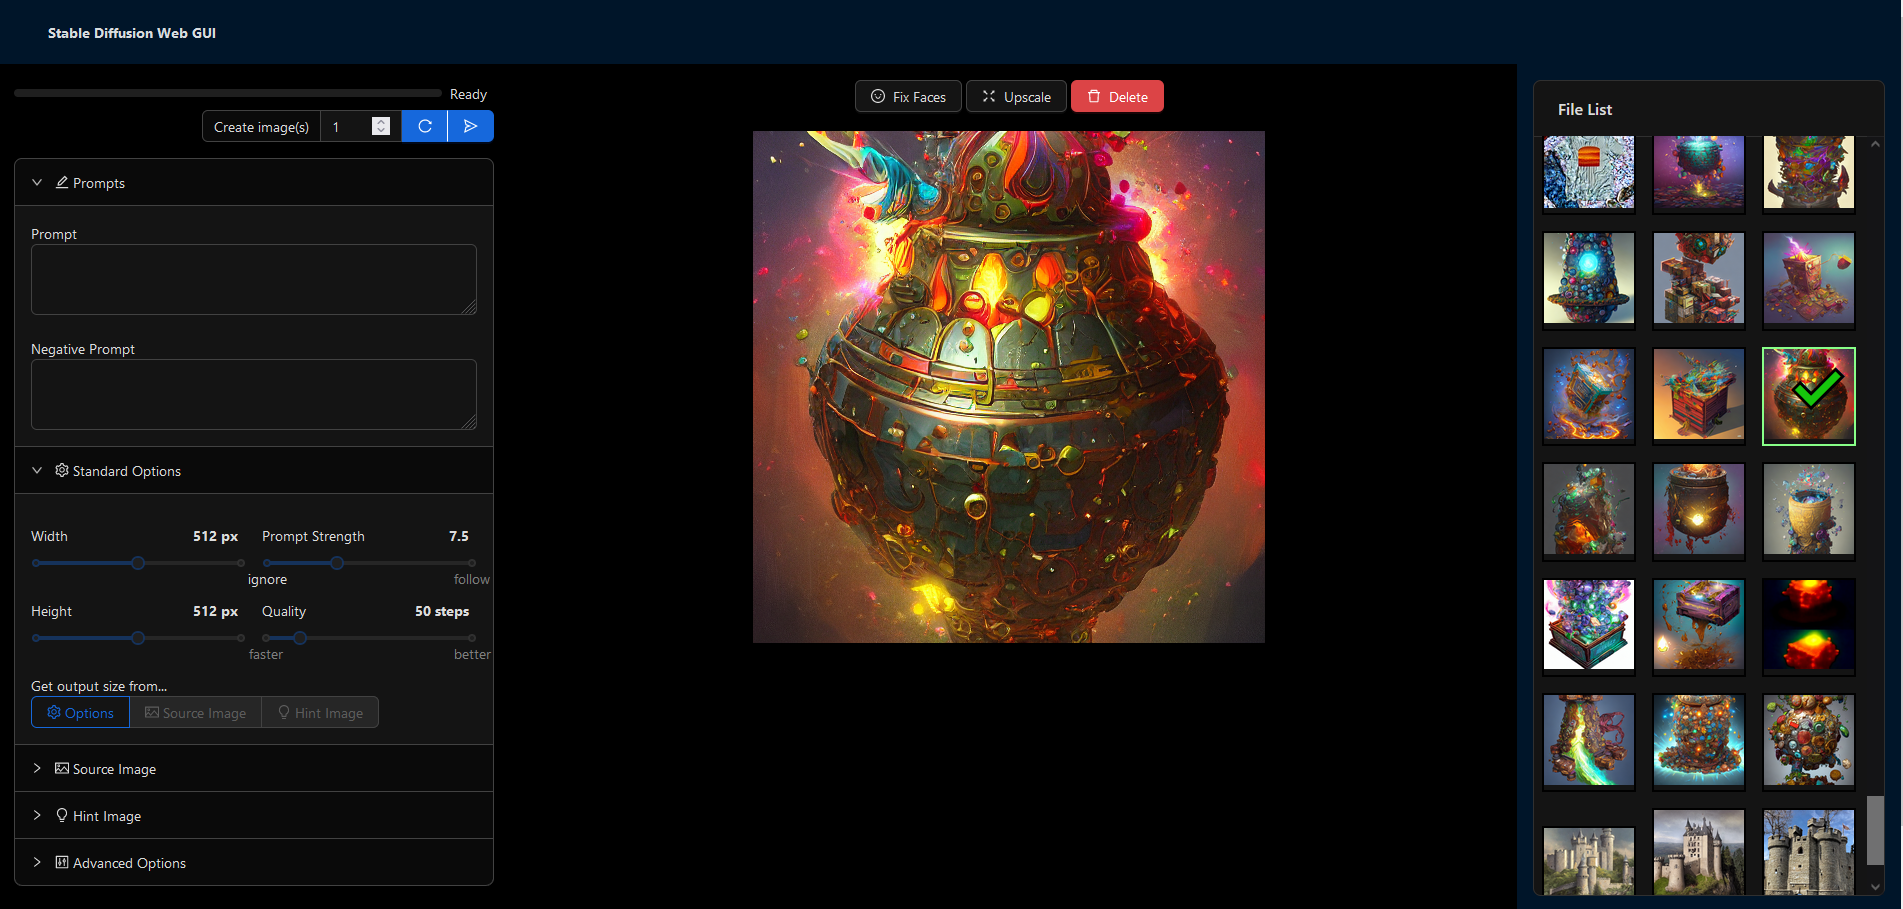 Stable Diffusion Web GUI
Ready
Create image(s) 1
Prompts
Prompt
Negative Prompt
Standard Options
Width 512 px
Prompt Strength 7.5
ignore follow
Height 512 px
Quality 50 steps
faster better
Get output size from...
Options Source Image Hint Image
Source Image
Hint Image
Advanced Options
Fix Faces Upscale Delete
File List